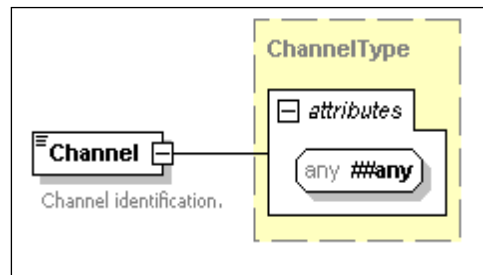 ChannelType
attributes
Channel
any ##any
Channel identification.